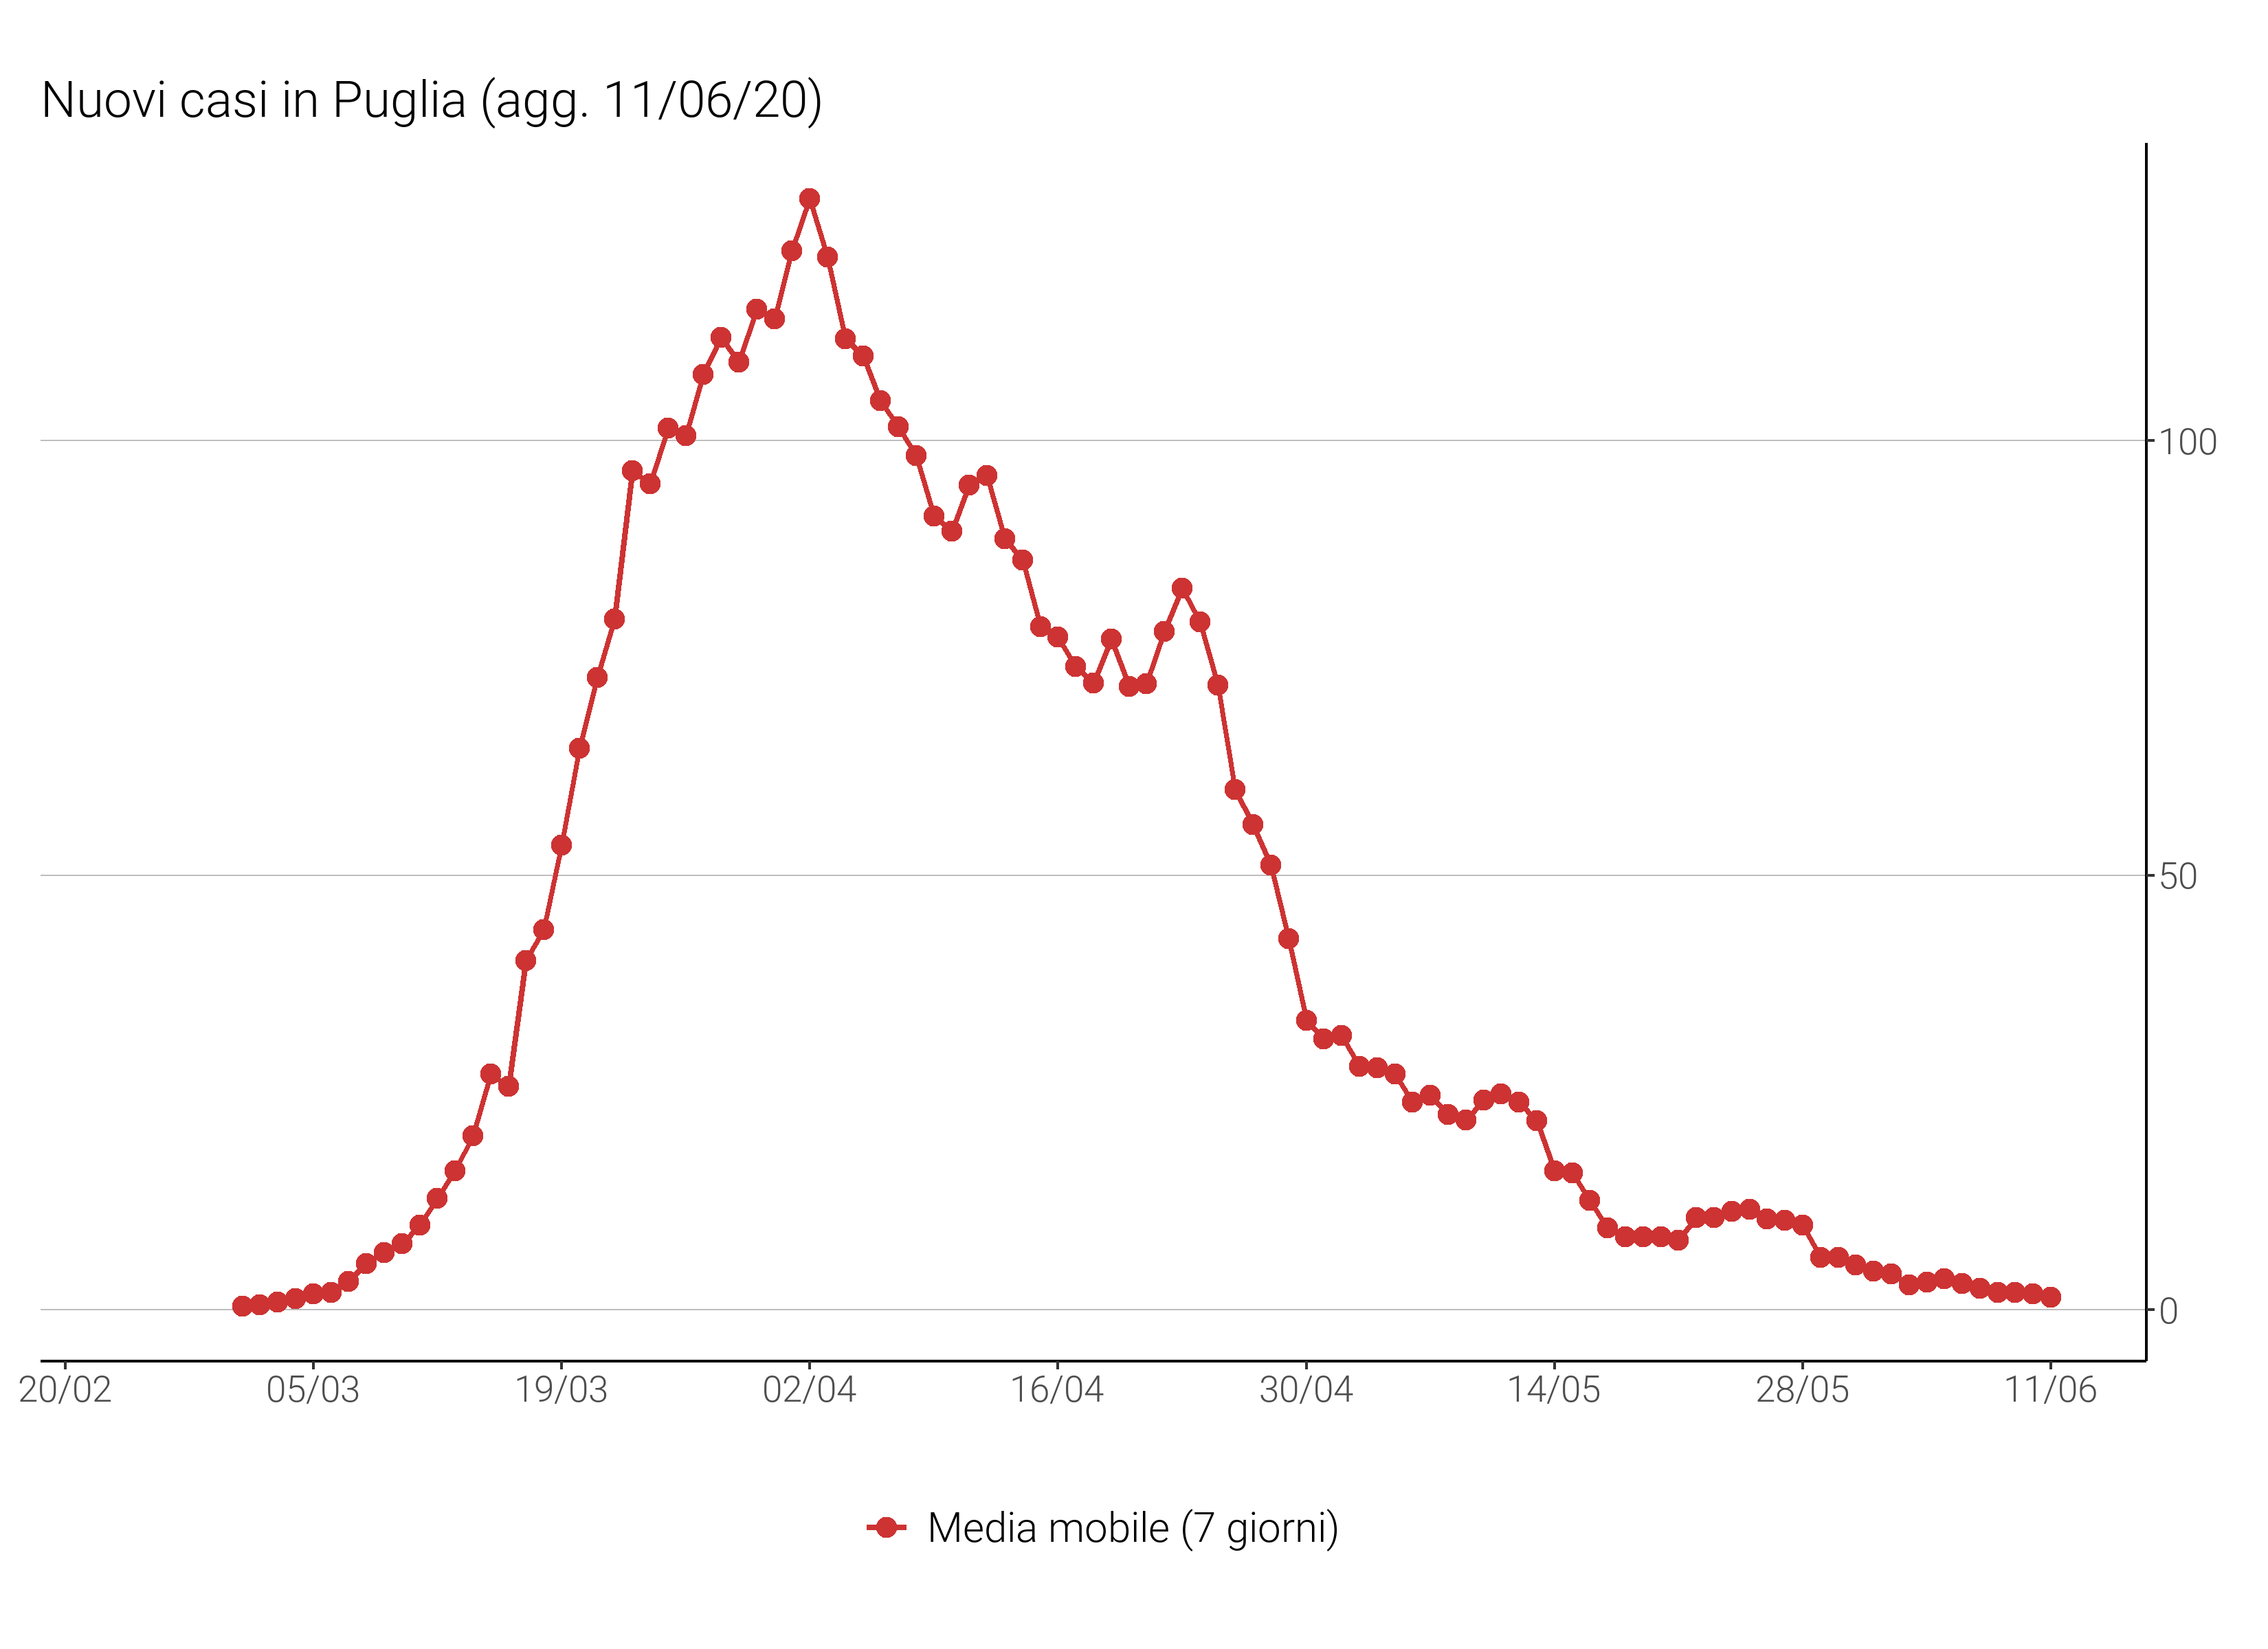 Nuovi casi in Puglia (agg. 11/06/20)
100
50
0
20/02 05/03 19/03 02/04 16/04 30/04 14/05 28/05 11/06
Media mobile (7 giorni)